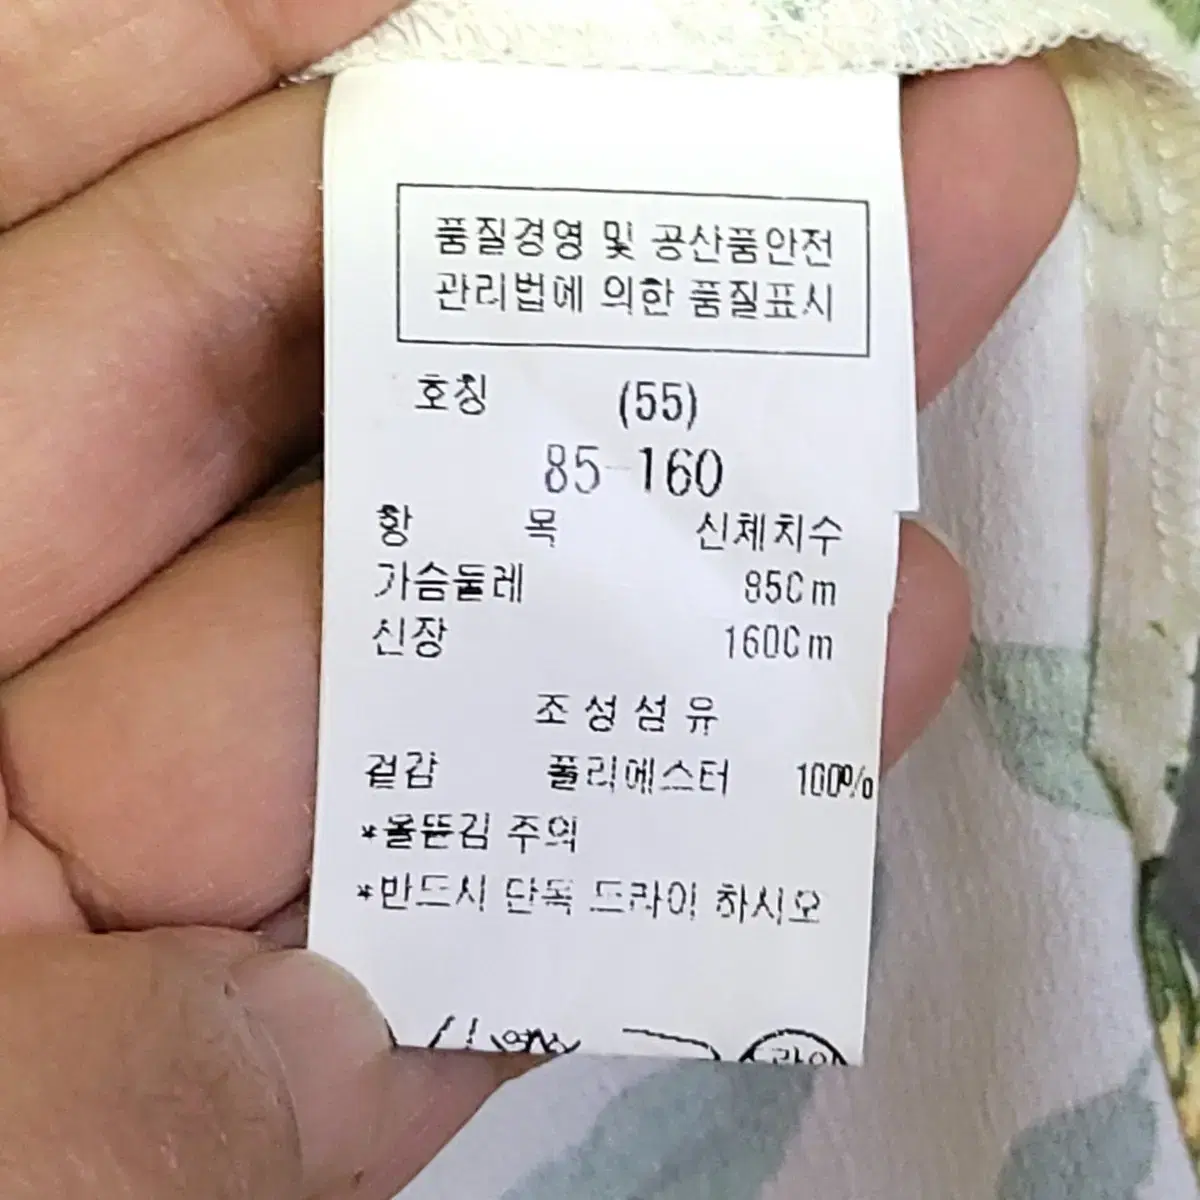 품질경영 및 공산품안전
관리법에 의한 품질표시
호칭 (55)
85-160
항 목 신체치수
가슴둘레 85Cm
신장 160Cm
조성섬유
겉감 폴리에스터 100%
*올뜯김 주의
*반드시 단독 드라이 하시오